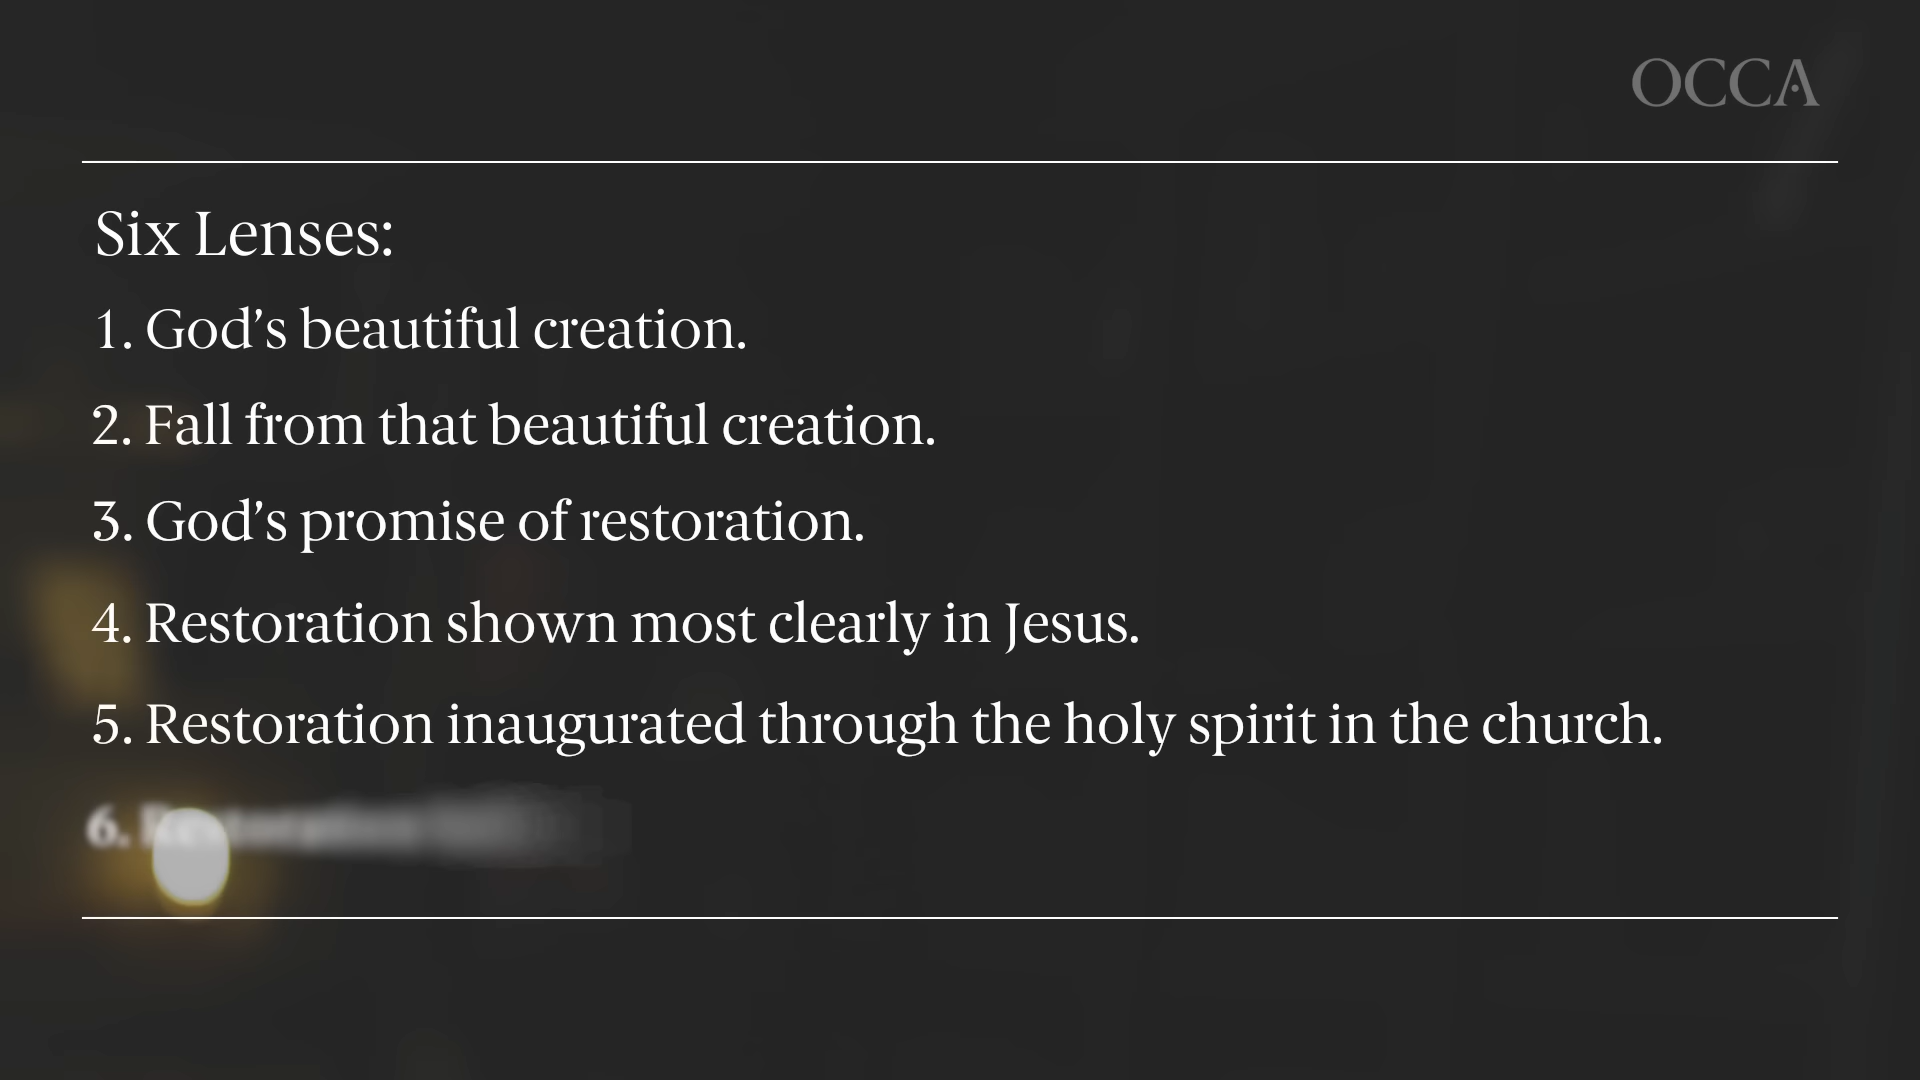 OCCA
Six Lenses:
1. God’s beautiful creation.
2. Fall from that beautiful creation.
3. God’s promise of restoration.
4. Restoration shown most clearly in Jesus.
5. Restoration inaugurated through the holy spirit in the church.
6. Restoration